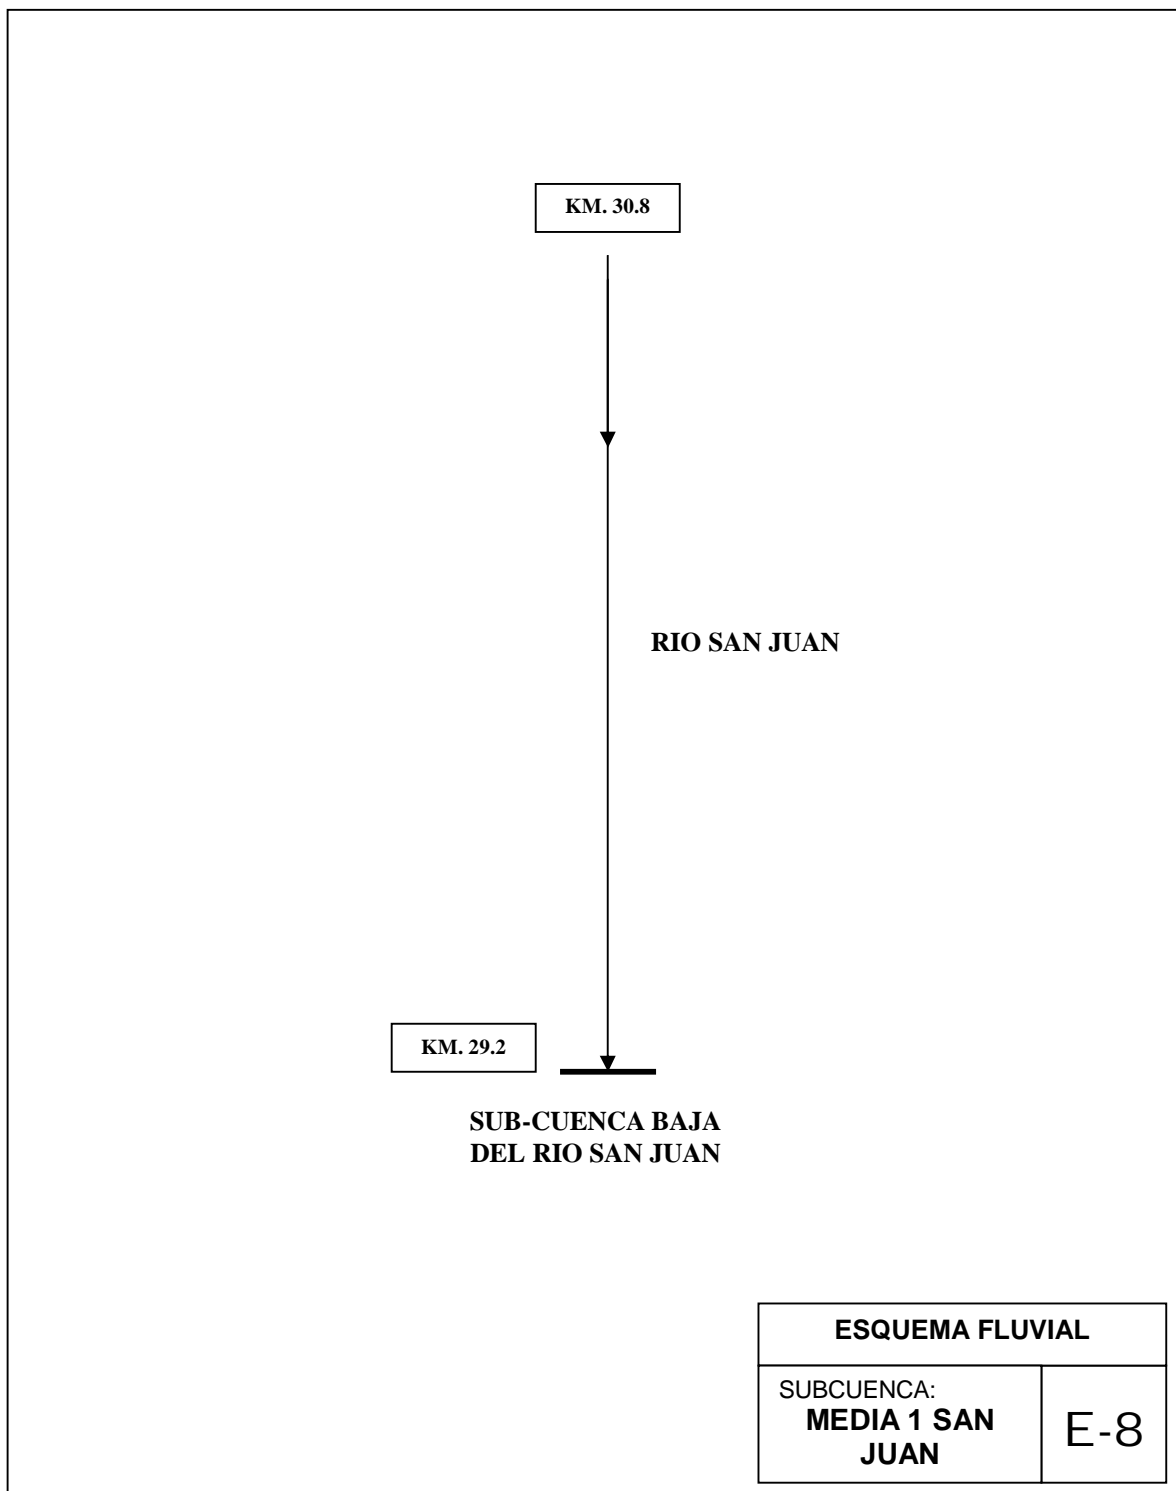 KM. 30.8
RIO SAN JUAN
KM. 29.2
SUB-CUENCA BAJA
DEL RIO SAN JUAN
ESQUEMA FLUVIAL
SUBCUENCA:
MEDIA 1 SAN
JUAN
E-8